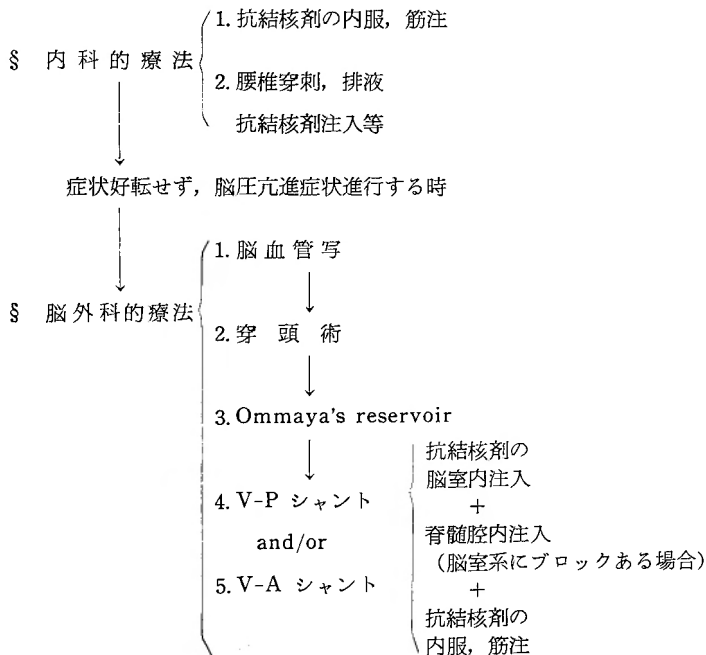 § 内科的療法
1. 抗結核剤の内服，筋注
2. 腰椎穿刺，排液
抗結核剤注入等
症状好転せず，脳圧亢進症状進行する時
§ 脳外科的療法
1. 脳血管写
2. 穿頭術
3. Ommaya's reservoir
4. V-P シャント
and/or
5. V-A シャント
抗結核剤の
脳室内注入
+
脊髄腔内注入
（脳室系にブロックある場合）
+
抗結核剤の
内服，筋注